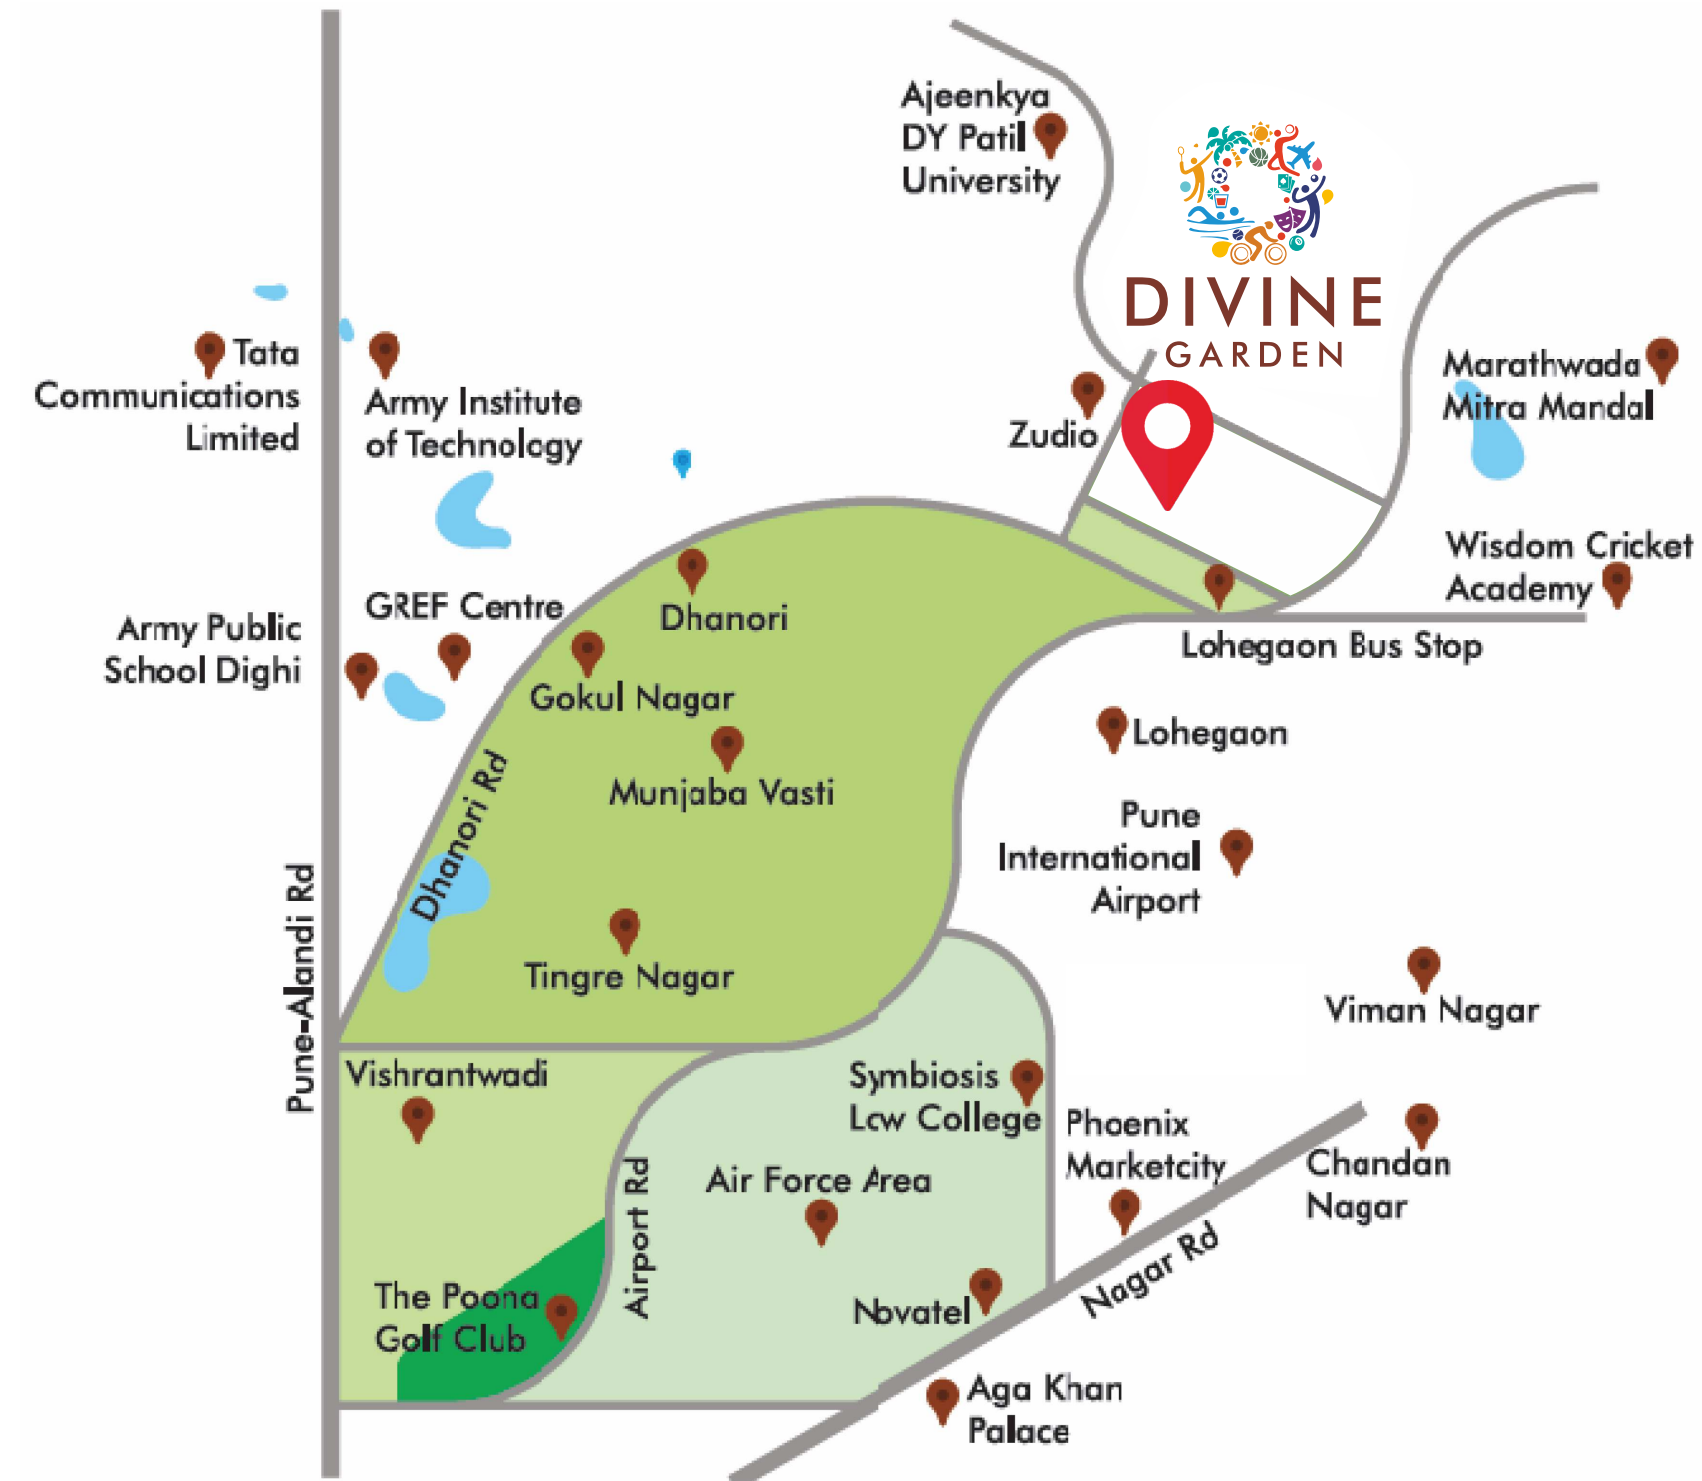 Ajeenkya
DY Patil
University
DIVINE
GARDEN
Tata
Communications
Limited
Army Institute
of Technology
Zudio
Marathwada
Mitra Mandal
Wisdom Cricket
Academy
GREF Centre
Army Public
School Dighi
Dhanori
Lohegaon Bus Stop
Gokul Nagar
Lohegaon
Munjaba Vasti
Dhanori Rd
Pune
International
Airport
Tingre Nagar
Viman Nagar
Pune-Alandi Rd
Vishrantwadi
Symbiosis
Lcw College
Phoenix
Marketcity
Chandan
Nagar
Air Force Area
Airport Rd
Nagar Rd
The Poona
Golf Club
Novatel
Aga Khan
Palace